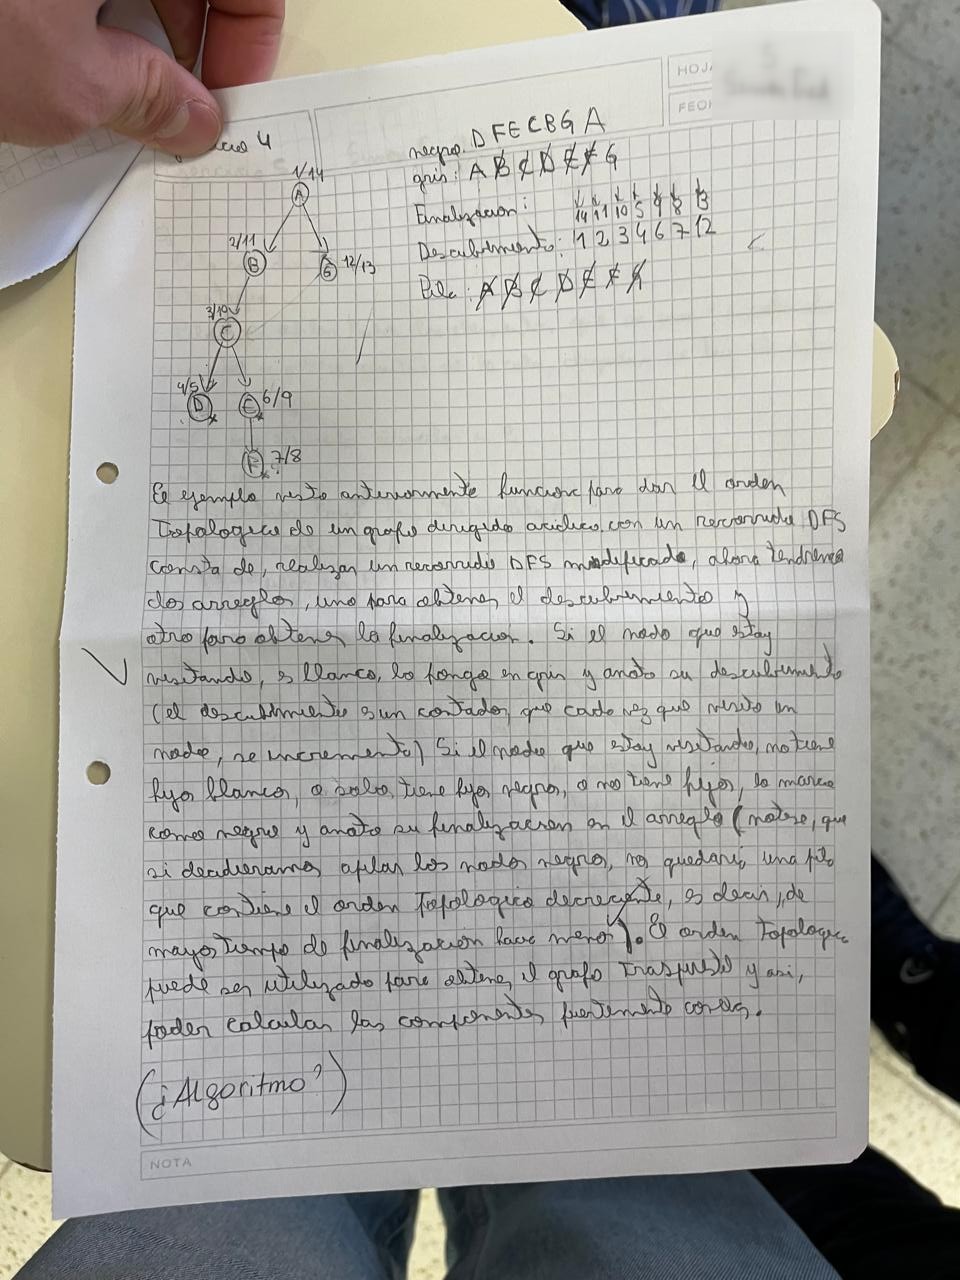 HOJA
FECH
negro: D F E C B G A
gris: A B C D E F G
Finalizacion: 14 11 10 5 9 8 13
Descubrimiento: 1 2 3 4 6 7 12
Pila: A B C D E F
1/14
A
2/11
B
12/13
G
3/10
C
4/5
D
E
6/9
F
7/8
El ejemplo visto anteriormente funciona para dar el orden
Topologico de un grafo dirigido aciclico, con un recorrido DFS
Consta de, realizar un recorrido DFS modificado, ahora tendremos
dos arreglos, uno para obtener el descubrimiento y
otro para obtener la finalizacion. Si el nodo que estoy
visitando, es blanco, lo pongo en gris y anoto su descubrimiento
(el descubrimiento es un contador, que cada vez que visito un
nodo, se incrementa) Si el nodo que estoy visitando, no tiene
hijos blancos, o solo tiene hijos negros, o no tiene hijos, lo marco
como negro y anoto su finalizacion en el arreglo (notese, que
si decidieramos apilar los nodos negros, nos quedaria una pila
que contiene el orden topologico decreciente, es decir, de
mayor tiempo de finalizacion hacia menor). El orden topologico
puede ser utilizado para obtener el grafo traspuesto y asi,
poder calcular las componentes fuertemente conexas.
(¿Algoritmo?)
NOTA